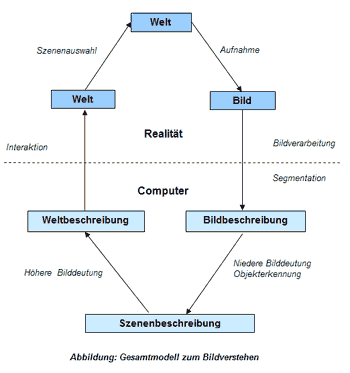 Welt
Szenenauswahl
Aufnahme
Welt
Bild
Realität
Interaktion
Bildverarbeitung
Segmentation
Computer
Weltbeschreibung
Bildbeschreibung
Höhere Bilddeutung
Niedere Bilddeutung
Objekterkennung
Szenenbeschreibung
Abbildung: Gesamtmodell zum Bildverstehen